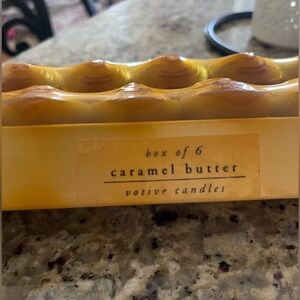 box of 6
caramel butter
votive candles